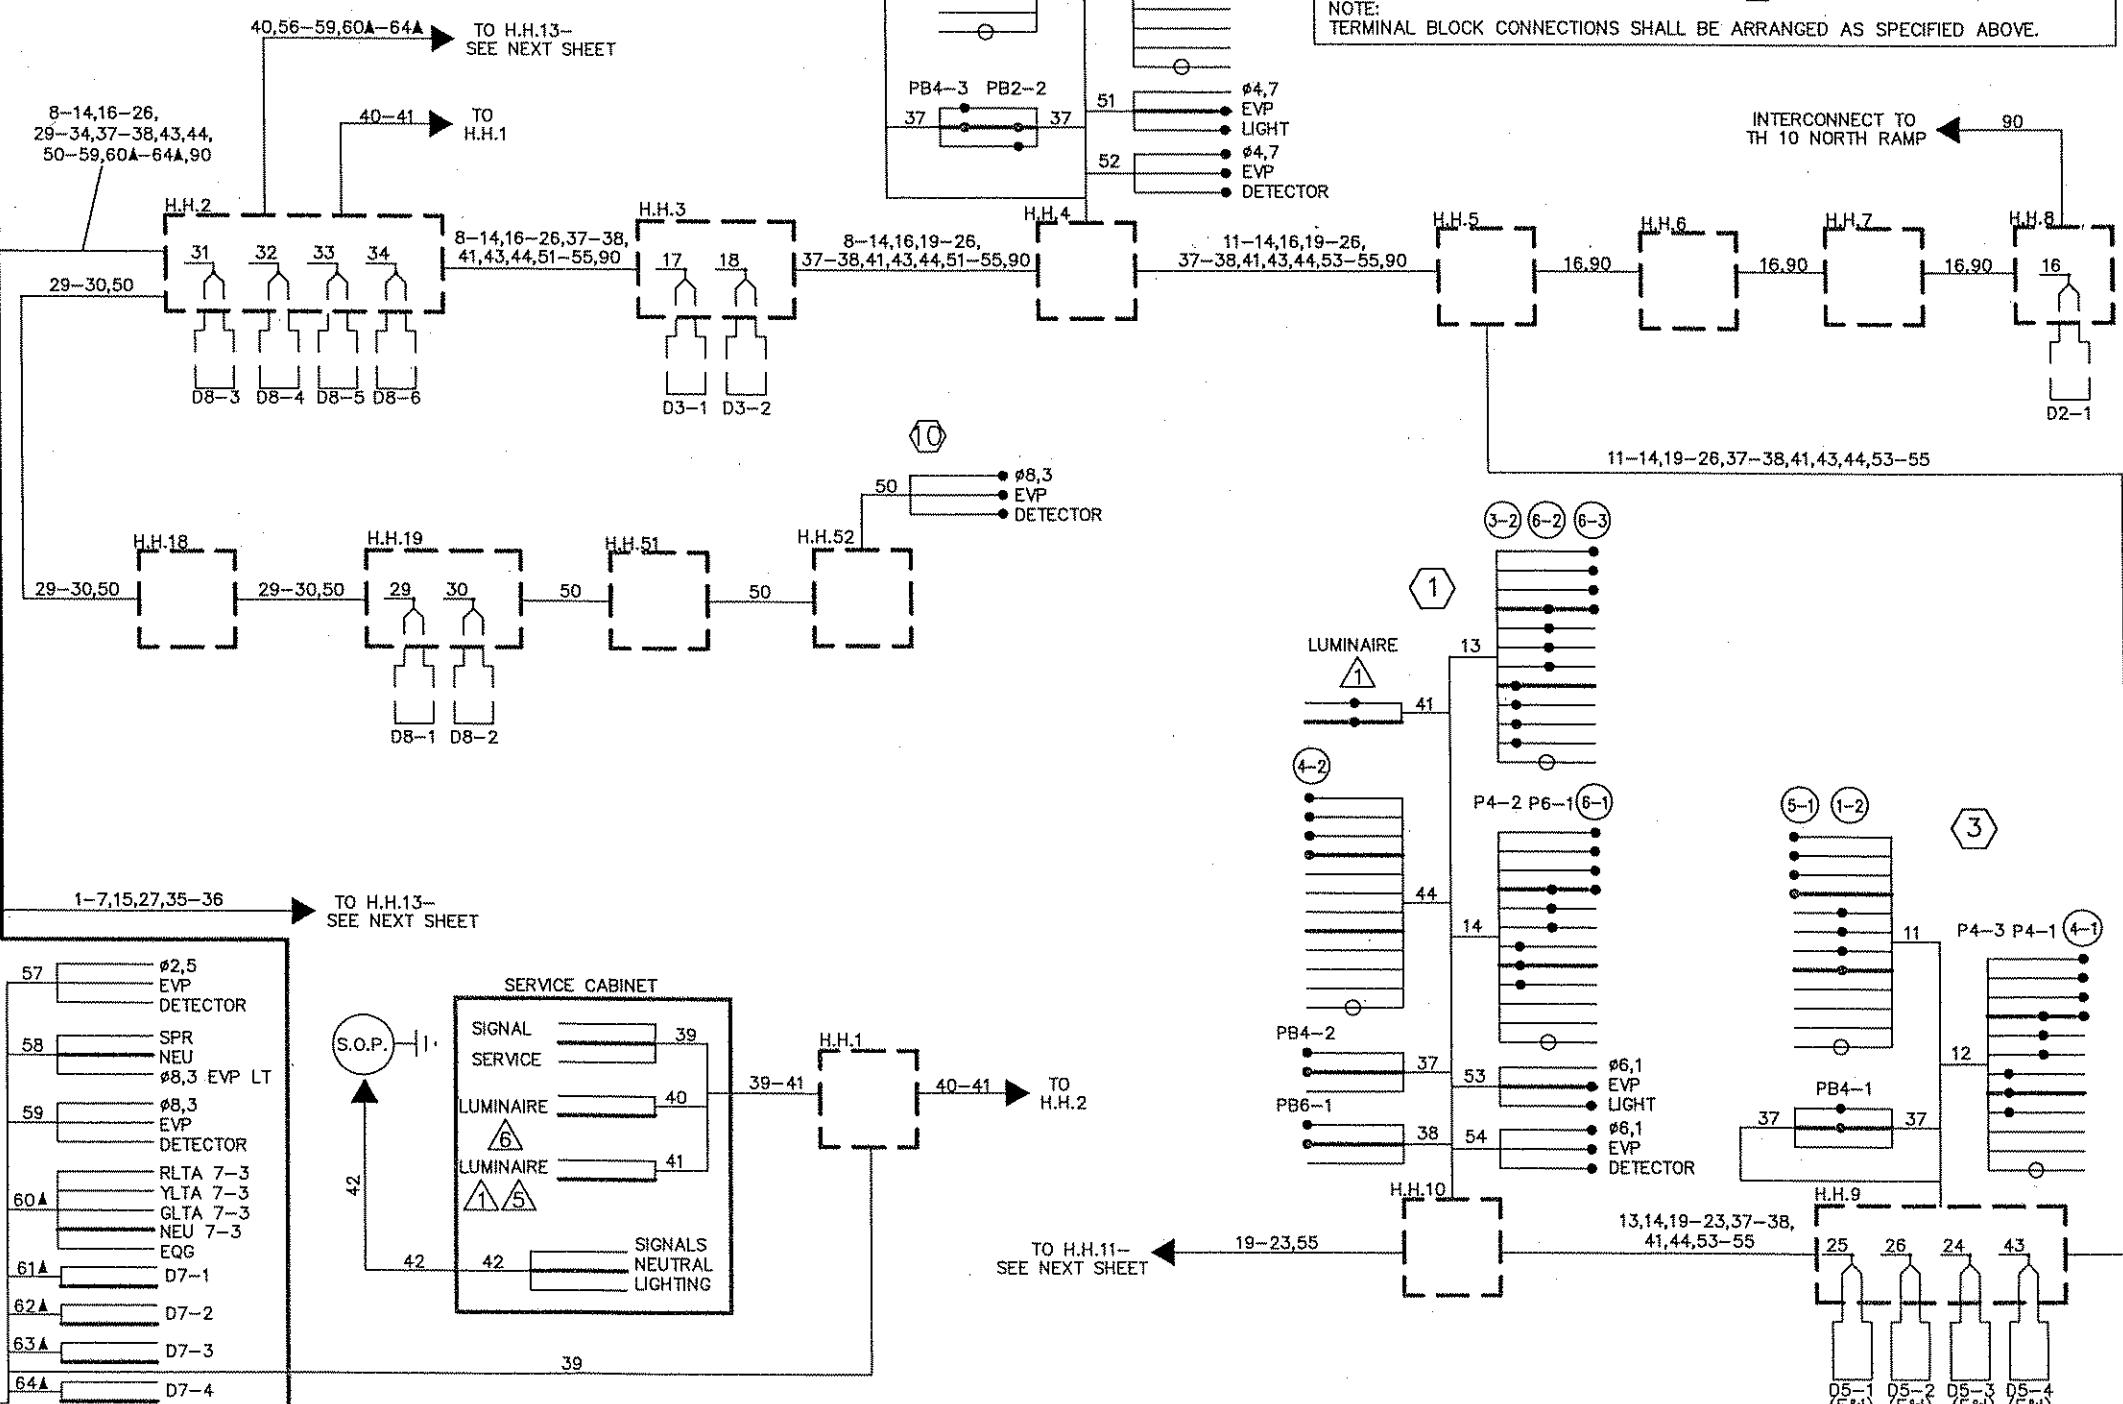 40,56-59,60▲-64▲
TO H.H.13-
SEE NEXT SHEET
NOTE:
TERMINAL BLOCK CONNECTIONS SHALL BE ARRANGED AS SPECIFIED ABOVE.
8-14,16-26,
29-34,37-38,43,44,
50-59,60▲-64▲,90
40-41
TO
H.H.1
PB4-3 PB2-2
37
37
51
ø4,7
EVP
LIGHT
52
ø4,7
EVP
DETECTOR
INTERCONNECT TO
TH 10 NORTH RAMP
90
H.H.2
31
32
33
34
D8-3
D8-4
D8-5
D8-6
29-30,50
8-14,16-26,37-38,
41,43,44,51-55,90
H.H.3
17
18
D3-1
D3-2
8-14,16,19-26,
37-38,41,43,44,51-55,90
H.H.4
11-14,16,19-26,
37-38,41,43,44,53-55,90
H.H.5
16,90
H.H.6
16,90
H.H.7
16,90
H.H.8
16
D2-1
11-14,19-26,37-38,41,43,44,53-55
10
50
ø8,3
EVP
DETECTOR
29-30,50
H.H.18
29-30,50
H.H.19
29
30
D8-1
D8-2
50
H.H.51
50
H.H.52
3-2
6-2
6-3
1
13
LUMINAIRE
1
41
4-2
44
P4-2 P6-1
6-1
14
PB4-2
37
53
ø6,1
EVP
LIGHT
PB6-1
38
54
ø6,1
EVP
DETECTOR
5-1
1-2
3
11
P4-3 P4-1
4-1
12
PB4-1
37
37
1-7,15,27,35-36
TO H.H.13-
SEE NEXT SHEET
57
ø2,5
EVP
DETECTOR
58
SPR
NEU
ø8,3 EVP LT
59
ø8,3
EVP
DETECTOR
60▲
RLTA 7-3
YLTA 7-3
GLTA 7-3
NEU 7-3
EQG
61▲
D7-1
62▲
D7-2
63▲
D7-3
64▲
D7-4
S.O.P.
42
42
SERVICE CABINET
SIGNAL
SERVICE
39
LUMINAIRE
6
40
LUMINAIRE
1
5
41
42
SIGNALS
NEUTRAL
LIGHTING
39-41
H.H.1
40-41
TO
H.H.2
39
TO H.H.11-
SEE NEXT SHEET
19-23,55
H.H.10
13,14,19-23,37-38,
41,44,53-55
H.H.9
25
26
24
43
D5-1
D5-2
D5-3
D5-4